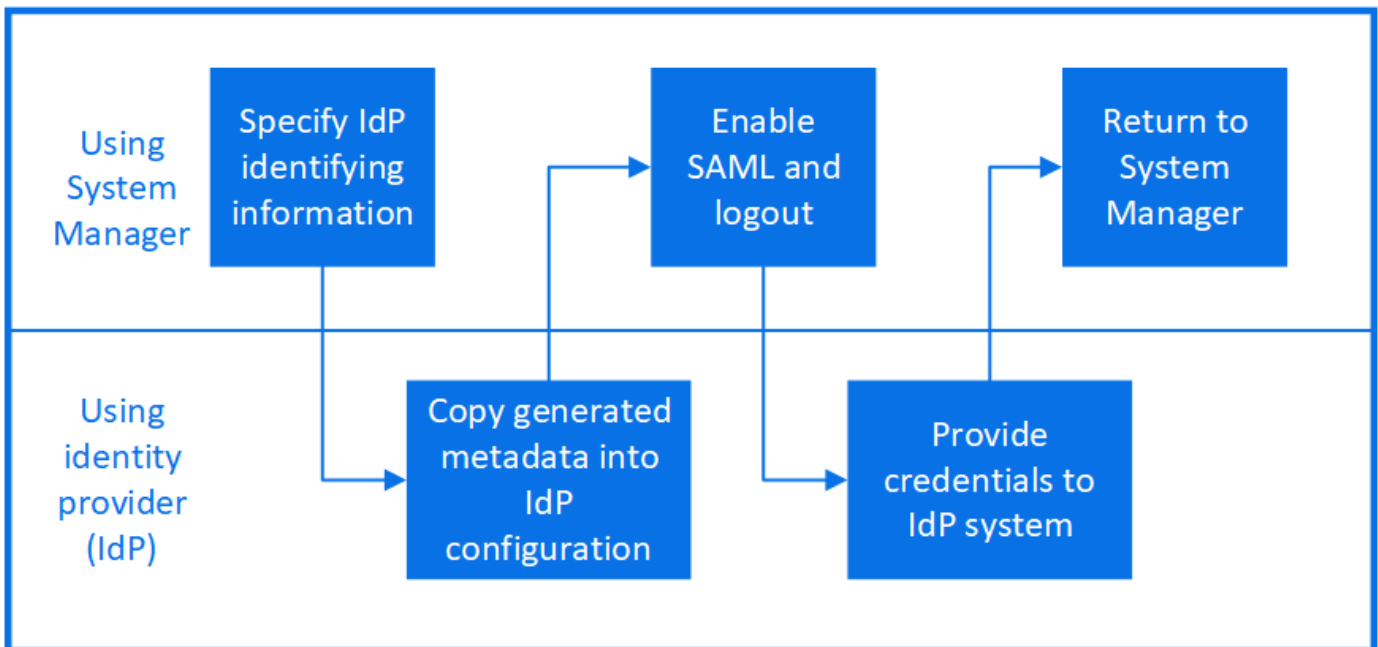 Using
System
Manager
Specify IdP
identifying
information
Enable
SAML and
logout
Return to
System
Manager
Using
identity
provider
(IdP)
Copy generated
metadata into
IdP
configuration
Provide
credentials to
IdP system